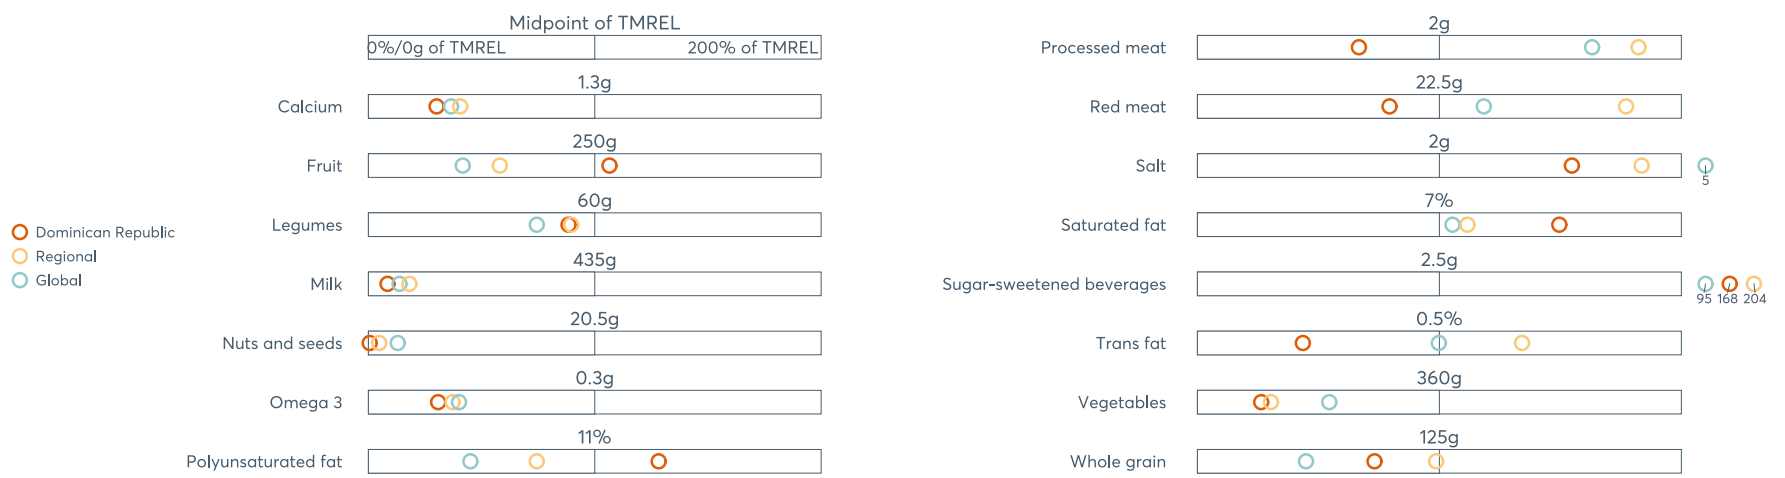 Midpoint of TMREL
0%/0g of TMREL 200% of TMREL
1.3g
Calcium
250g
Fruit
60g
Legumes
435g
Milk
20.5g
Nuts and seeds
0.3g
Omega 3
11%
Polyunsaturated fat
Dominican Republic
Regional
Global
2g
Processed meat
22.5g
Red meat
2g
Salt
5
7%
Saturated fat
2.5g
Sugar-sweetened beverages
95 168 204
0.5%
Trans fat
360g
Vegetables
125g
Whole grain